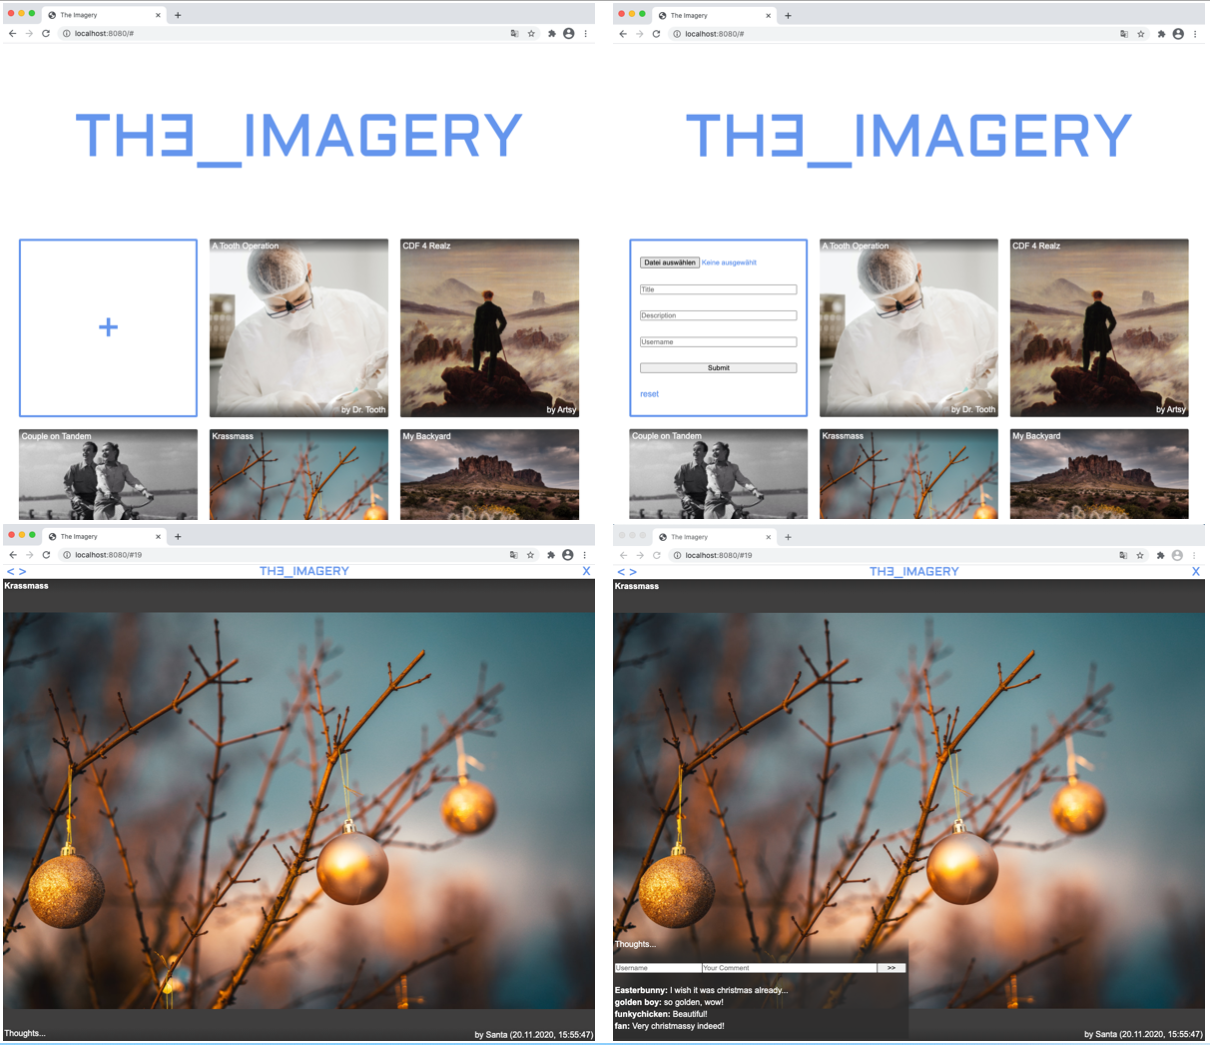 The Imagery
localhost:8080/#
THƎ_IMAGERY
+
A Tooth Operation
by Dr. Tooth
CDF 4 Realz
by Artsy
Couple on Tandem
Krassmass
My Backyard
The Imagery
localhost:8080/#
THƎ_IMAGERY
Datei auswählen Keine ausgewählt
Title
Description
Username
Submit
reset
A Tooth Operation
by Dr. Tooth
CDF 4 Realz
by Artsy
Couple on Tandem
Krassmass
My Backyard
The Imagery
localhost:8080/#19
< > THƎ_IMAGERY X
Krassmass
Thoughts...
by Santa (20.11.2020, 15:55:47)
The Imagery
localhost:8080/#19
< > THƎ_IMAGERY X
Krassmass
Thoughts...
Username Your Comment >>
Easterbunny: I wish it was christmas already...
golden boy: so golden, wow!
funkychicken: Beautiful!
fan: Very christmassy indeed!
by Santa (20.11.2020, 15:55:47)